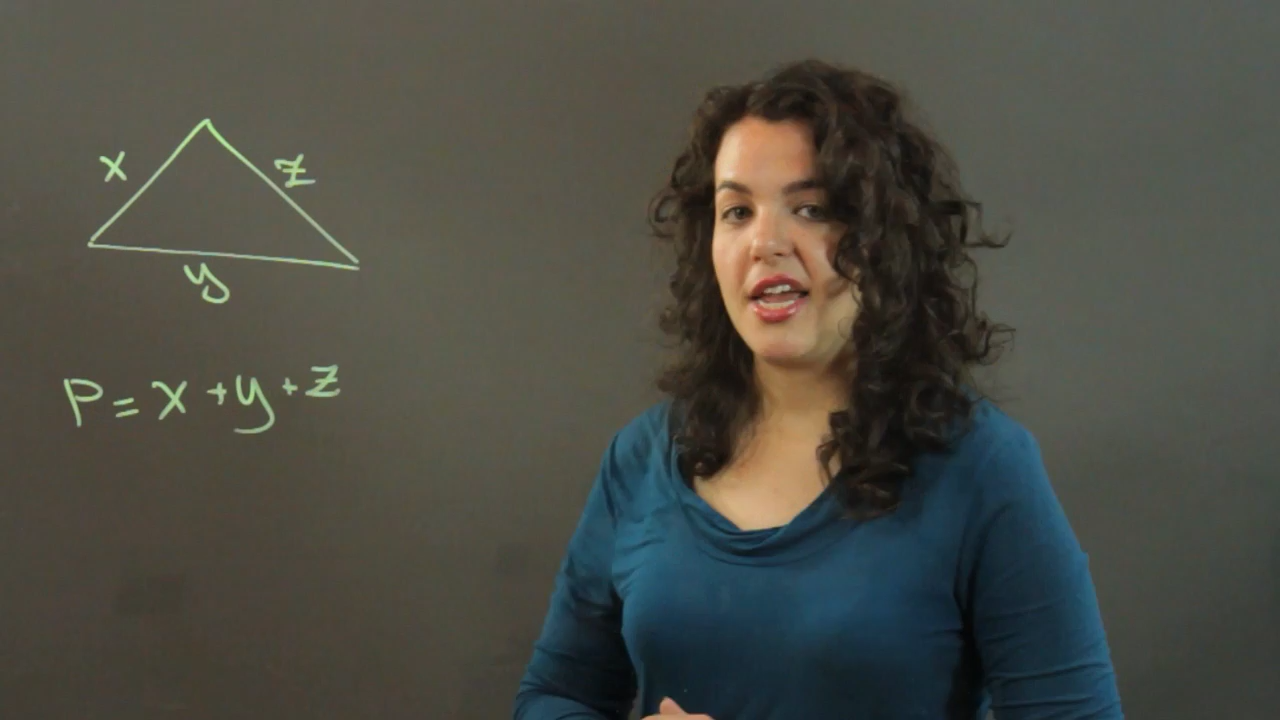 x
z
y
P = x + y + z